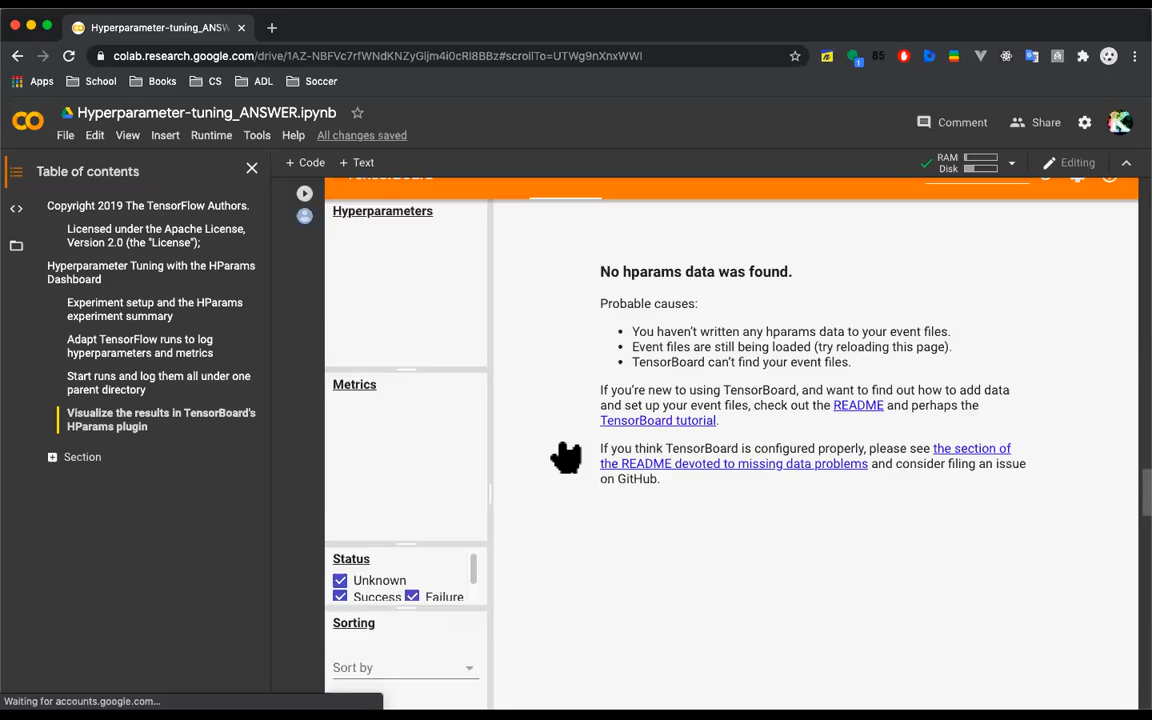 Hyperparameter-tuning_ANSW
colab.research.google.com/drive/1AZ-NBFVc7rfWNdKNZyGljm4i0cRI8BBz#scrollTo=UTWg9nXnxWWI
85
1
Apps School Books CS ADL Soccer
Hyperparameter-tuning_ANSWER.ipynb
File Edit View Insert Runtime Tools Help All changes saved
Comment Share
Table of contents
+ Code + Text
RAM
Disk
Editing
Copyright 2019 The TensorFlow Authors.
Licensed under the Apache License,
Version 2.0 (the "License");
Hyperparameter Tuning with the HParams
Dashboard
Experiment setup and the HParams
experiment summary
Adapt TensorFlow runs to log
hyperparameters and metrics
Start runs and log them all under one
parent directory
Visualize the results in TensorBoard's
HParams plugin
Section
Hyperparameters
Metrics
Status
Unknown
Success Failure
Sorting
Sort by
No hparams data was found.
Probable causes:
• You haven't written any hparams data to your event files.
• Event files are still being loaded (try reloading this page).
• TensorBoard can't find your event files.
If you're new to using TensorBoard, and want to find out how to add data
and set up your event files, check out the README and perhaps the
TensorBoard tutorial.
If you think TensorBoard is configured properly, please see the section of
the README devoted to missing data problems and consider filing an issue
on GitHub.
Waiting for accounts.google.com...